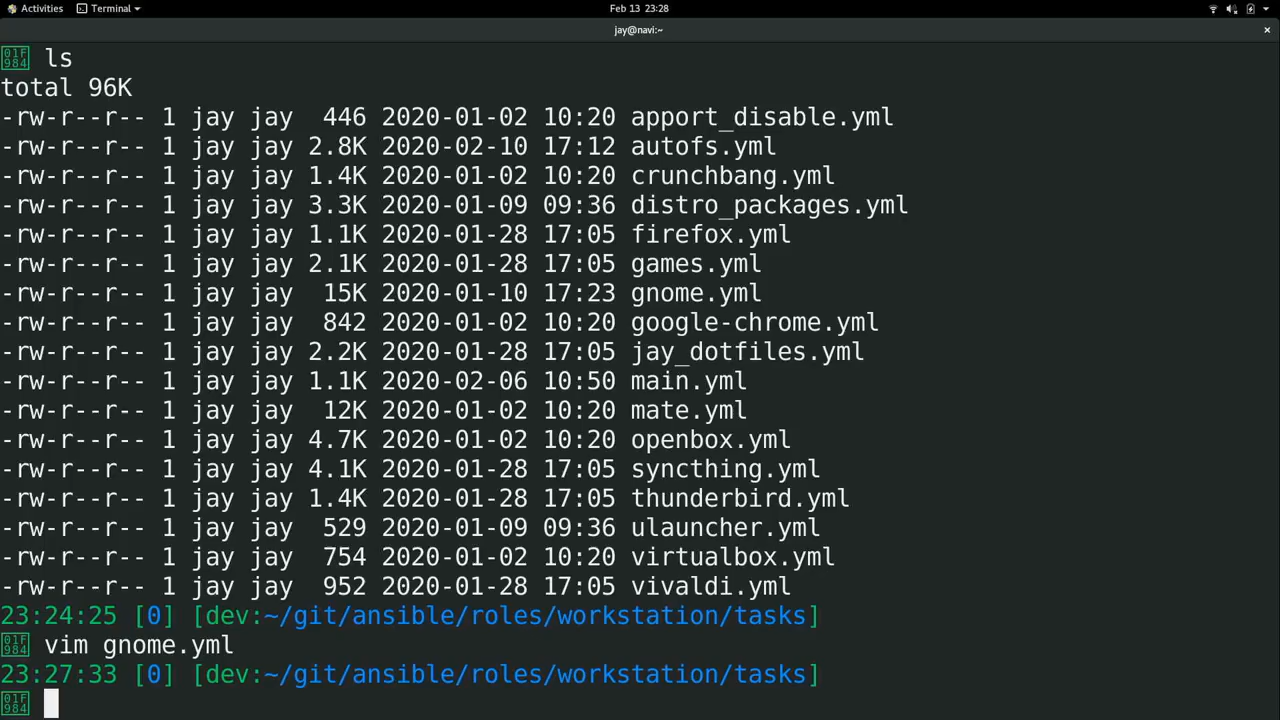 Activities Terminal Feb 13 23:28
jay@navi:~ ×
01F984 ls
total 96K
-rw-r--r-- 1 jay jay 446 2020-01-02 10:20 apport_disable.yml
-rw-r--r-- 1 jay jay 2.8K 2020-02-10 17:12 autofs.yml
-rw-r--r-- 1 jay jay 1.4K 2020-01-02 10:20 crunchbang.yml
-rw-r--r-- 1 jay jay 3.3K 2020-01-09 09:36 distro_packages.yml
-rw-r--r-- 1 jay jay 1.1K 2020-01-28 17:05 firefox.yml
-rw-r--r-- 1 jay jay 2.1K 2020-01-28 17:05 games.yml
-rw-r--r-- 1 jay jay 15K 2020-01-10 17:23 gnome.yml
-rw-r--r-- 1 jay jay 842 2020-01-02 10:20 google-chrome.yml
-rw-r--r-- 1 jay jay 2.2K 2020-01-28 17:05 jay_dotfiles.yml
-rw-r--r-- 1 jay jay 1.1K 2020-02-06 10:50 main.yml
-rw-r--r-- 1 jay jay 12K 2020-01-02 10:20 mate.yml
-rw-r--r-- 1 jay jay 4.7K 2020-01-02 10:20 openbox.yml
-rw-r--r-- 1 jay jay 4.1K 2020-01-28 17:05 syncthing.yml
-rw-r--r-- 1 jay jay 1.4K 2020-01-28 17:05 thunderbird.yml
-rw-r--r-- 1 jay jay 529 2020-01-09 09:36 ulauncher.yml
-rw-r--r-- 1 jay jay 754 2020-01-02 10:20 virtualbox.yml
-rw-r--r-- 1 jay jay 952 2020-01-28 17:05 vivaldi.yml
23:24:25 [0] [dev:~/git/ansible/roles/workstation/tasks]
01F984 vim gnome.yml
23:27:33 [0] [dev:~/git/ansible/roles/workstation/tasks]
01F984